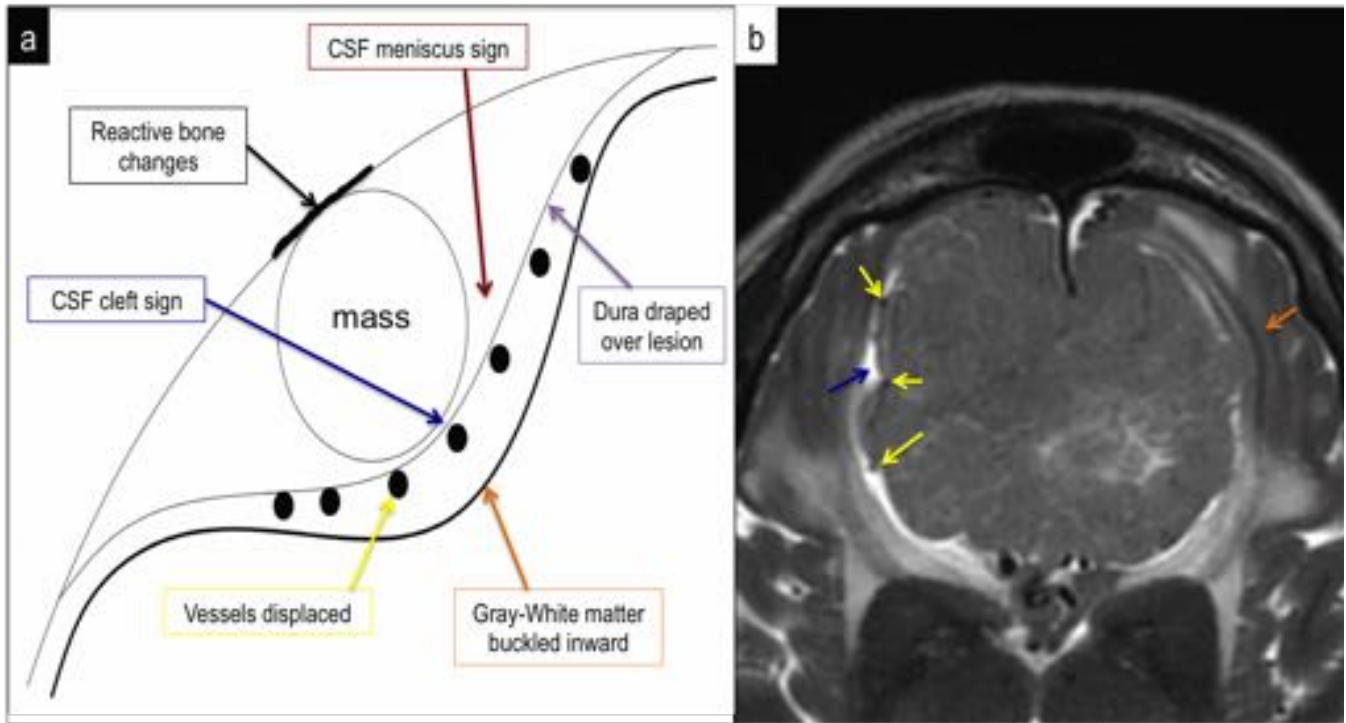 a
CSF meniscus sign
b
Reactive bone
changes
CSF cleft sign
mass
Dura draped
over lesion
Vessels displaced
Gray-White matter
buckled inward